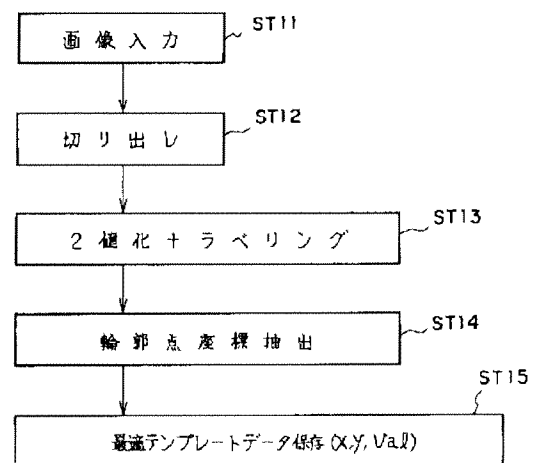 画像入力
ST11
切り出し
ST12
2値化+ラベリング
ST13
輪郭点座標抽出
ST14
最適テンプレートデータ保存(X,Y,Val)
ST15